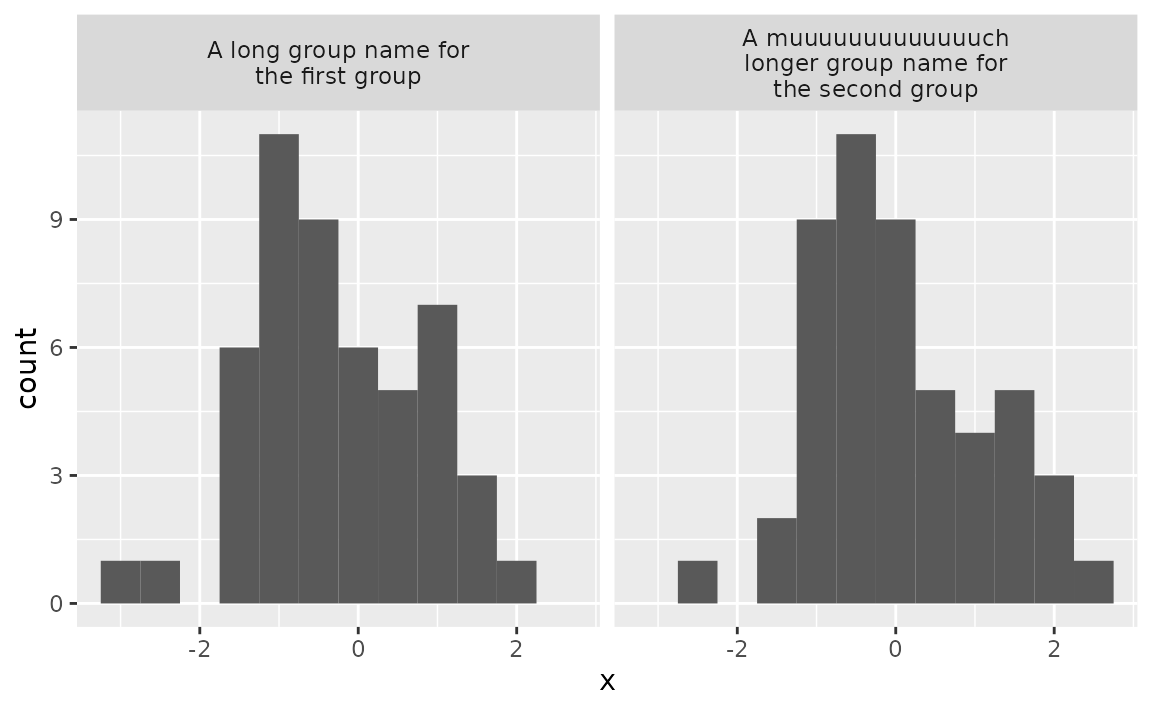 A long group name for
the first group
A muuuuuuuuuuuuuch
longer group name for
the second group
count
9
6
3
0
-2 0 2
-2 0 2
x